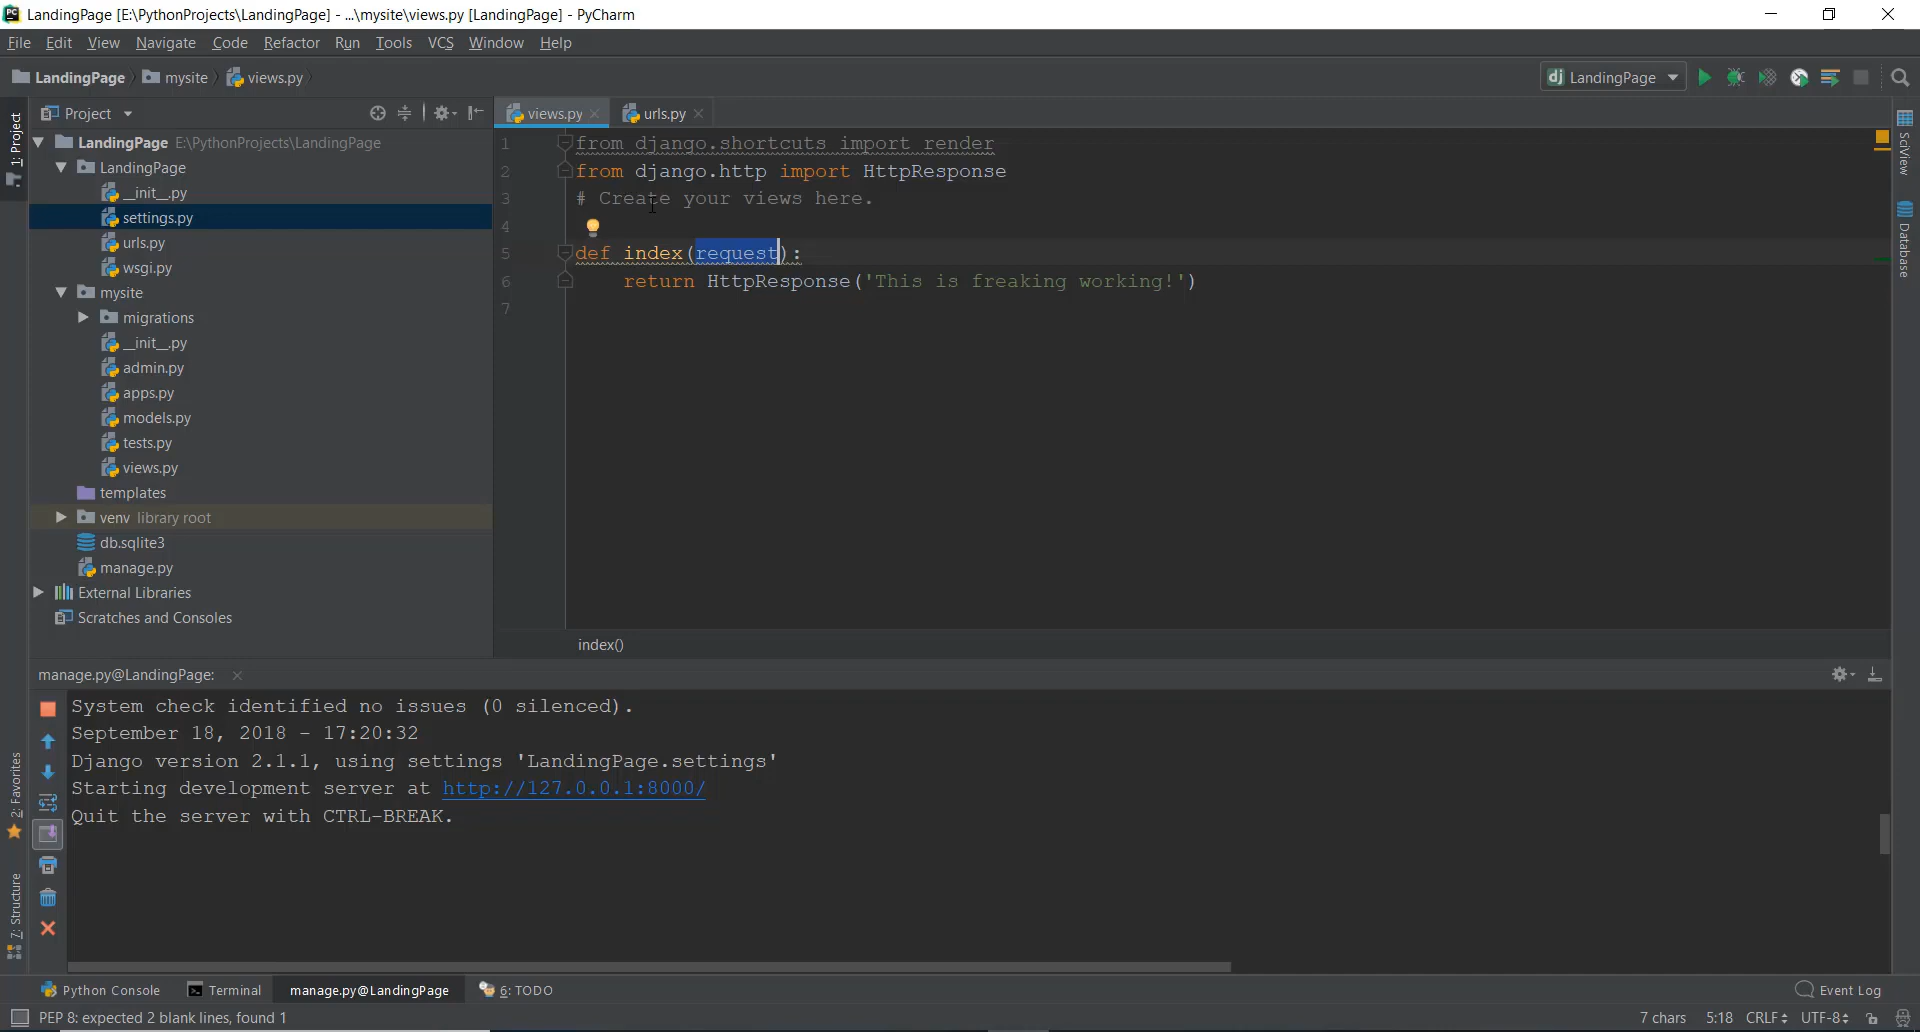 LandingPage [E:\PythonProjects\LandingPage] - ...\mysite\views.py [LandingPage] - PyCharm
File Edit View Navigate Code Refactor Run Tools VCS Window Help
LandingPage mysite views.py
dj LandingPage
1: Project
Project
views.py urls.py
LandingPage E:\PythonProjects\LandingPage
LandingPage
__init__.py
settings.py
urls.py
wsgi.py
mysite
migrations
__init__.py
admin.py
apps.py
models.py
tests.py
views.py
templates
venv library root
db.sqlite3
manage.py
External Libraries
Scratches and Consoles
1 from django.shortcuts import render
2 from django.http import HttpResponse
3 # Create your views here.
4
5 def index(request):
6 return HttpResponse('This is freaking working!')
7
index()
SciView
Database
manage.py@LandingPage:
System check identified no issues (0 silenced).
September 18, 2018 - 17:20:32
Django version 2.1.1, using settings 'LandingPage.settings'
Starting development server at http://127.0.0.1:8000/
Quit the server with CTRL-BREAK.
2: Favorites
7: Structure
Python Console Terminal manage.py@LandingPage 6: TODO Event Log
PEP 8: expected 2 blank lines, found 1 7 chars 5:18 CRLF UTF-8